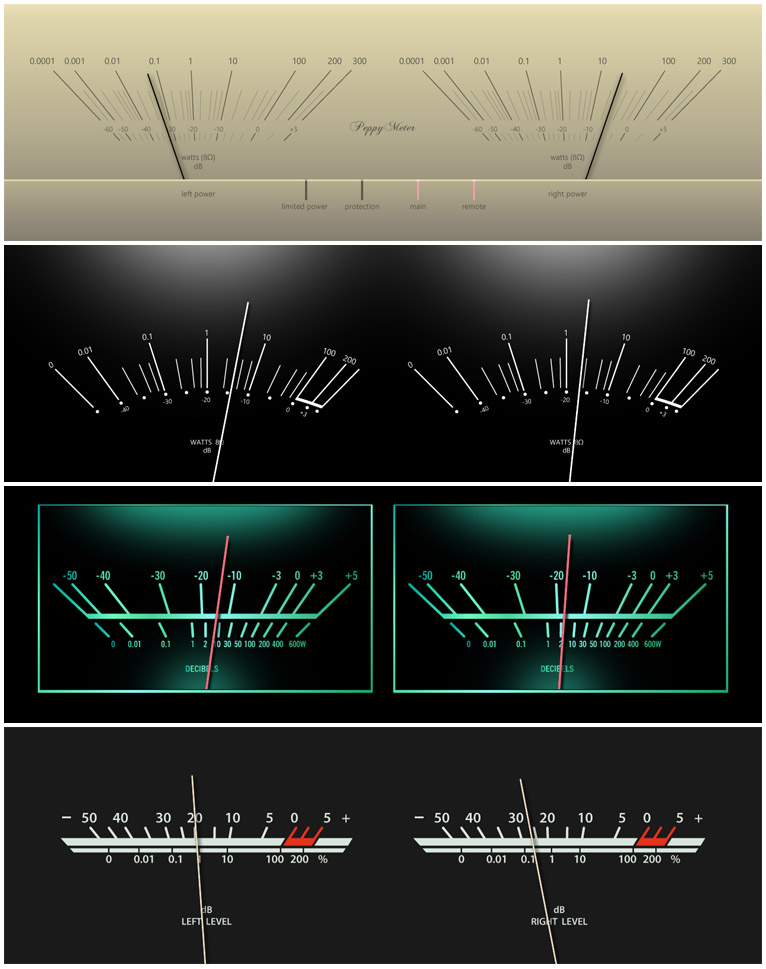 0.0001 0.001 0.01 0.1 1 10 100 200 300 0.0001 0.001 0.01 0.1 1 10 100 200 300
-60 -50 -40 -30 -20 -10 0 +5 -60 -50 -40 -30 -20 -10 0 +5
Peppy Meter
watts (8Ω) watts (8Ω)
dB dB
left power right power
limited power protection main remote
0 0.01 0.1 1 10 100 200 0 0.01 0.1 1 10 100 200
-40 -30 -20 -10 0 +3 -40 -30 -20 -10 0 +3
WATTS 8Ω WATTS 8Ω
dB dB
-50 -40 -30 -20 -10 -3 0 +3 +5 -50 -40 -30 -20 -10 -3 0 +3 +5
0 0.01 0.1 1 2 30 50 100 200 400 600W 0 0.01 0.1 1 2 10 30 50 100 200 400 600W
DECIBELS DECIBELS
− 50 40 30 20 10 5 0 5 + − 50 40 30 20 10 5 0 5 +
0 0.01 0.1 1 10 100 200 % 0 0.01 0.1 1 10 100 200 %
dB dB
LEFT LEVEL RIGHT LEVEL